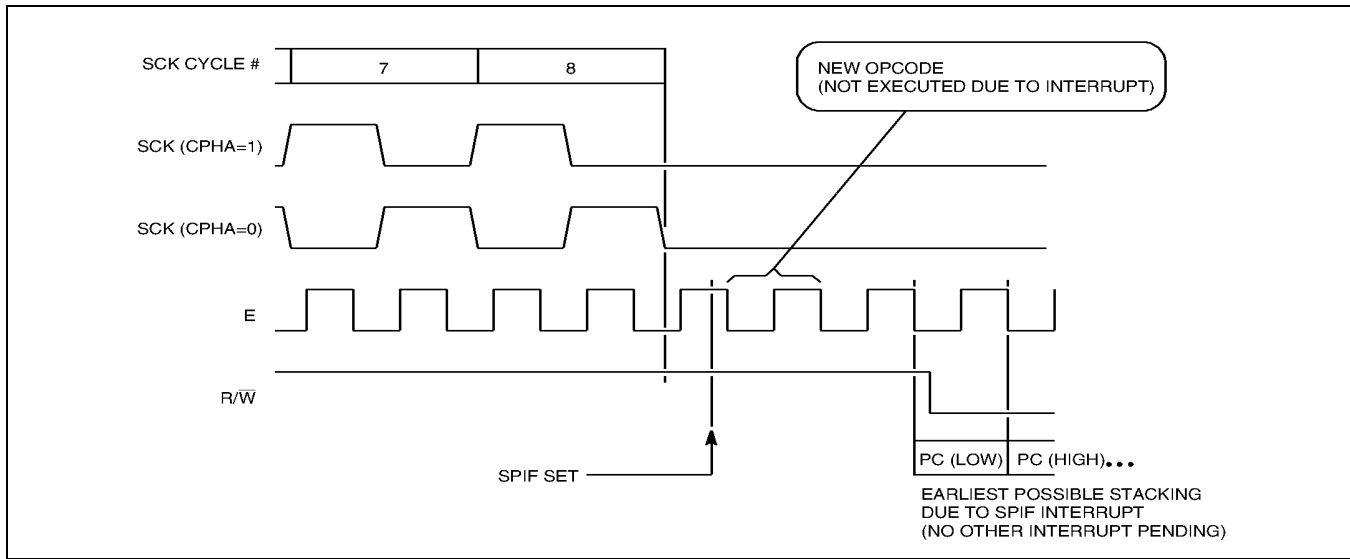 SCK CYCLE #
7
8
NEW OPCODE
(NOT EXECUTED DUE TO INTERRUPT)
SCK (CPHA=1)
SCK (CPHA=0)
E
R/W̅
SPIF SET
PC (LOW)
PC (HIGH)•••
EARLIEST POSSIBLE STACKING
DUE TO SPIF INTERRUPT
(NO OTHER INTERRUPT PENDING)